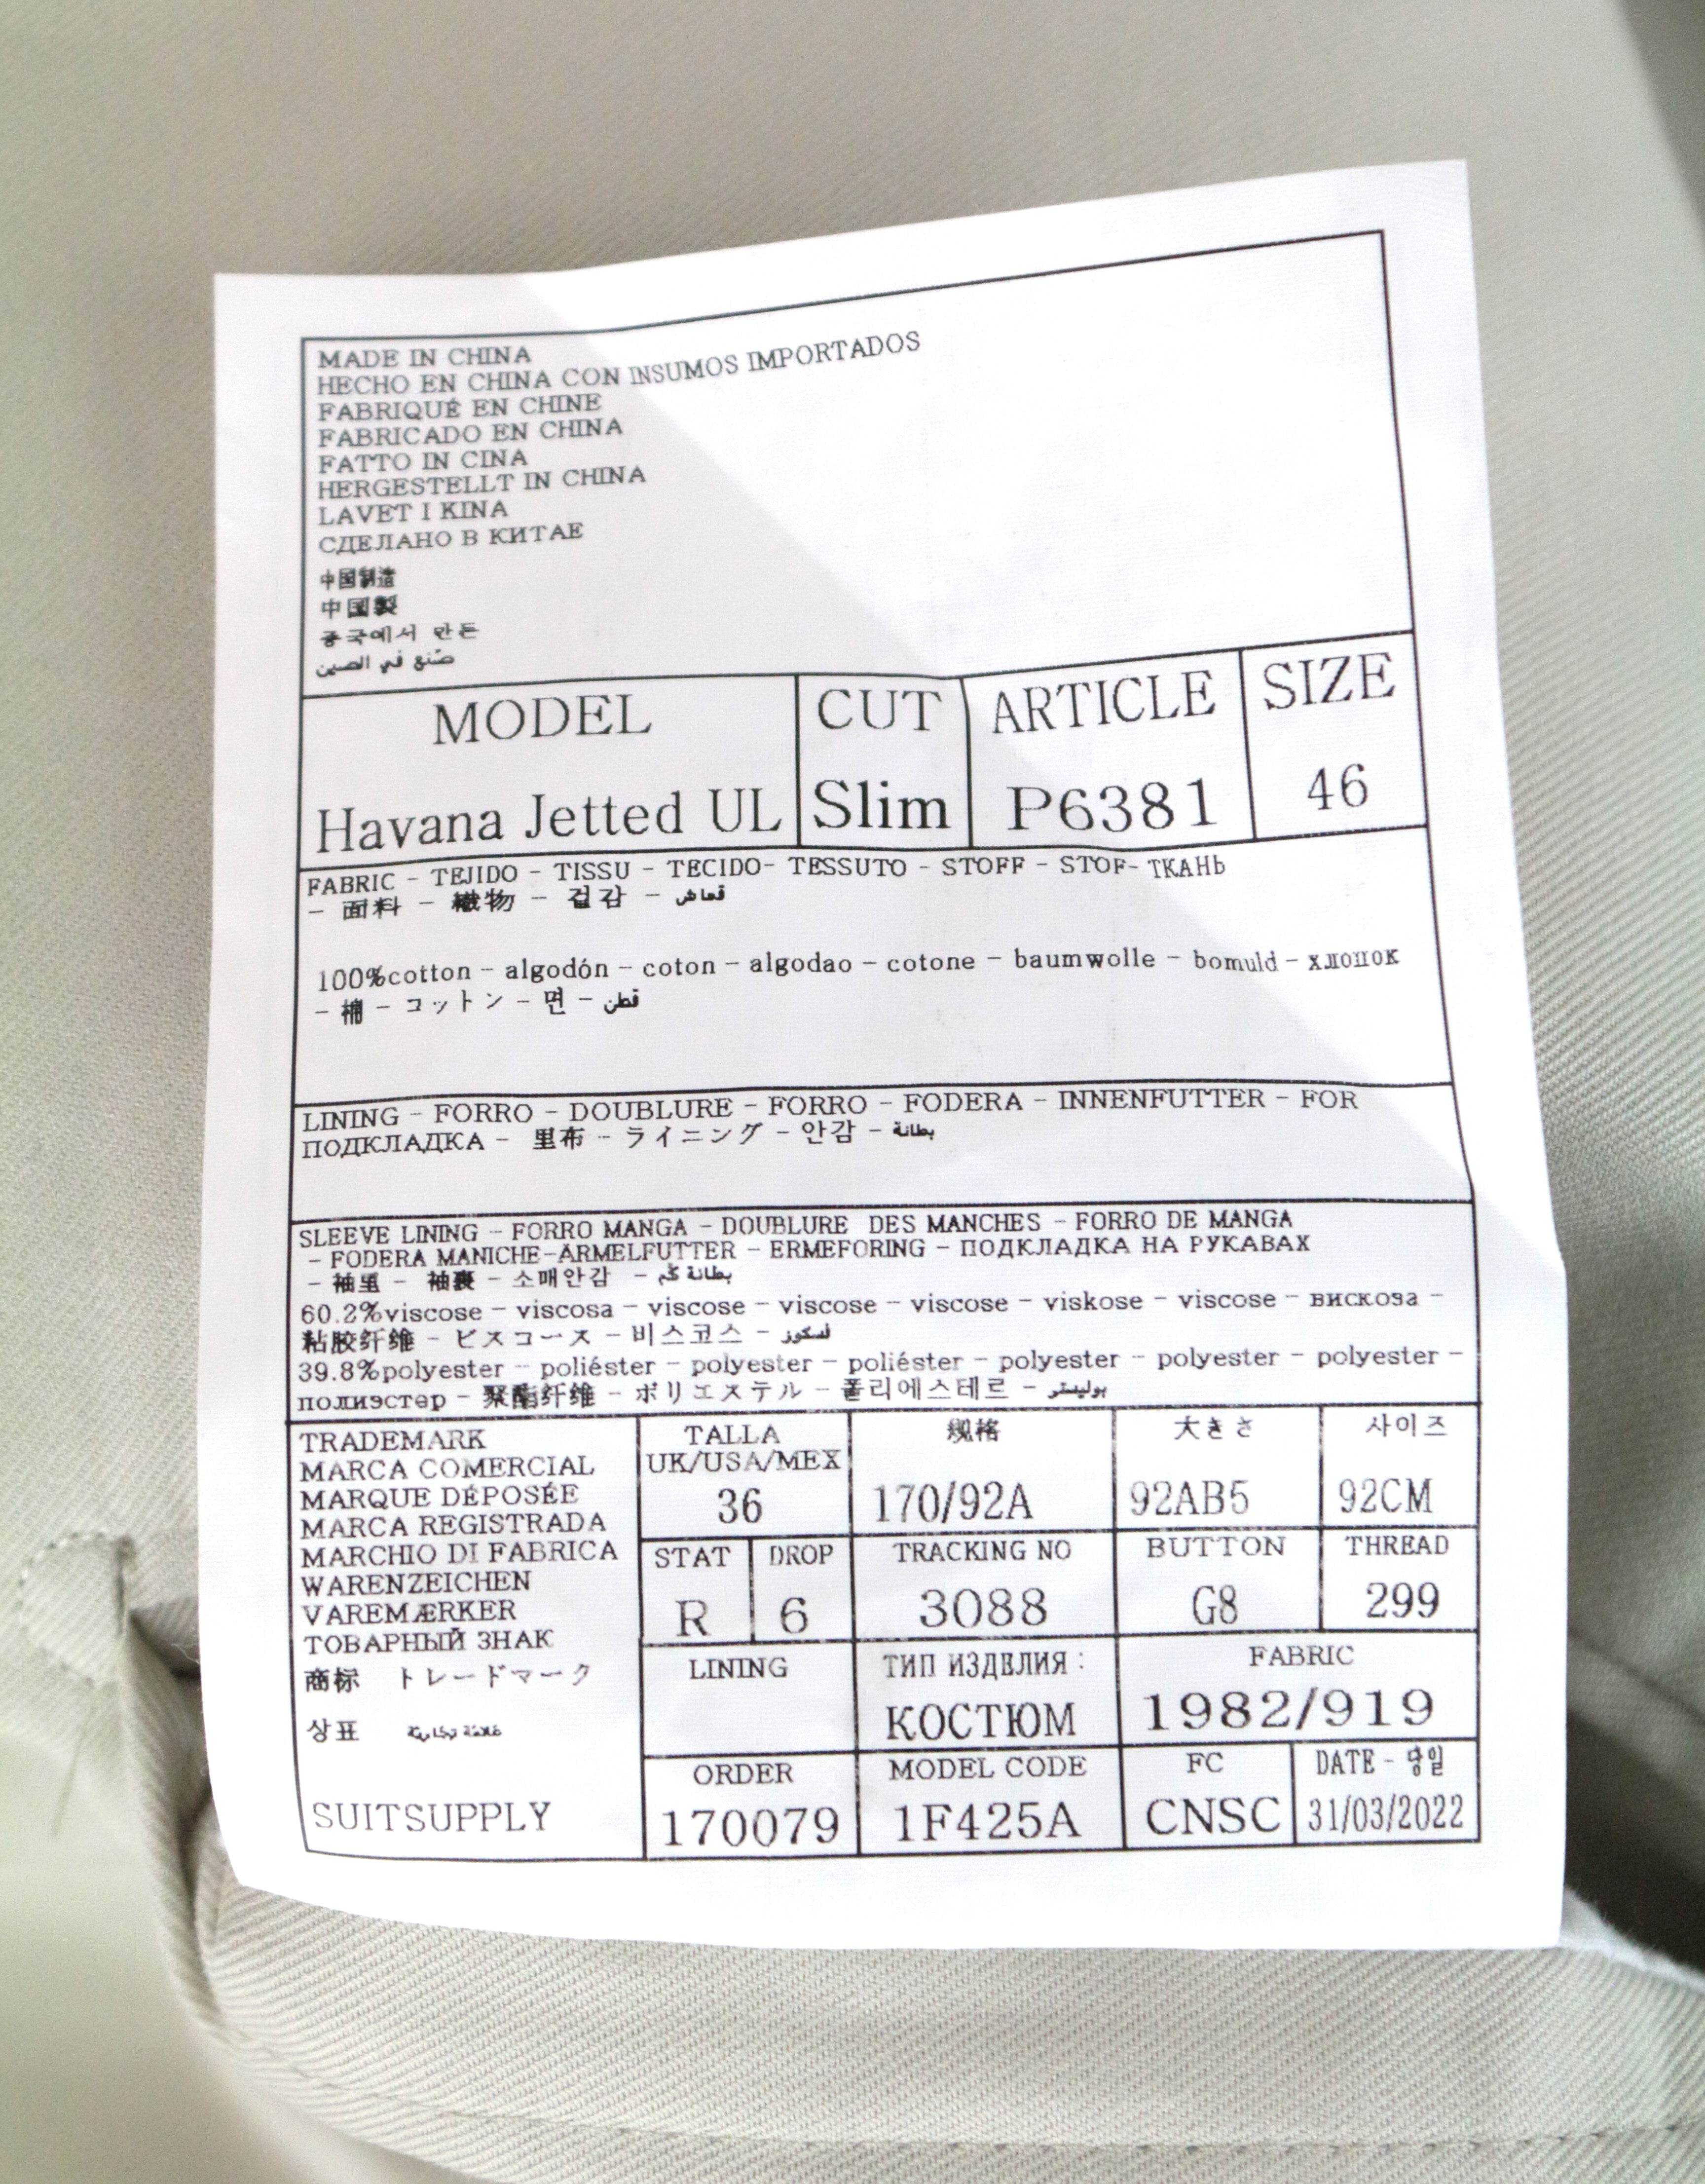 MADE IN CHINA
HECHO EN CHINA CON INSUMOS IMPORTADOS
FABRIQUÉ EN CHINE
FABRICADO EN CHINA
FATTO IN CINA
HERGESTELLT IN CHINA
LAVET I KINA
СДЕЛАНО В КИТАЕ
中国制造
中国製
중국에서 만든
صنع في الصين
MODEL CUT ARTICLE SIZE
Havana Jetted UL Slim P6381 46
FABRIC - TEJIDO - TISSU - TECIDO- TESSUTO - STOFF - STOF- ТКАНЬ
- 面料 - 織物 - 겉감 - قماش
100%cotton - algodón - coton - algodao - cotone - baumwolle - bomuld - хлопок
- 棉 - コットン - 면 - قطن
LINING - FORRO - DOUBLURE - FORRO - FODERA - INNENFUTTER - FOR
ПОДКЛАДКА - 里布 - ライニング - 안감 - بطانة
SLEEVE LINING - FORRO MANGA - DOUBLURE DES MANCHES - FORRO DE MANGA
- FODERA MANICHE-ÄRMELFUTTER - ERMEFORING - ПОДКЛАДКА НА РУКАВАХ
- 袖里 - 袖裏 - 소매안감 - بطانة كم
60.2%viscose - viscosa - viscose - viscose - viscose - viskose - viscose - вискоза -
粘胶纤维 - ビスコース - 비스코스 -
39.8%polyester - poliéster - polyester - poliéster - polyester - polyester - polyester -
полиэстер - 聚酯纤维 - ポリエステル - 폴리에스테르 - بوليستر
TRADEMARK
MARCA COMERCIAL
MARQUE DÉPOSÉE
MARCA REGISTRADA
MARCHIO DI FABRICA
WARENZEICHEN
VAREMÆRKER
ТОВАРНЫЙ ЗНАК
商标 トレードマーク
상표
SUITSUPPLY
TALLA 规格 大きさ 사이즈
UK/USA/MEX
36 170/92A 92AB5 92CM
STAT DROP TRACKING NO BUTTON THREAD
R 6 3088 G8 299
LINING ТИП ИЗДЕЛИЯ : FABRIC
КОСТЮМ 1982/919
ORDER MODEL CODE FC DATE -
170079 1F425A CNSC 31/03/2022